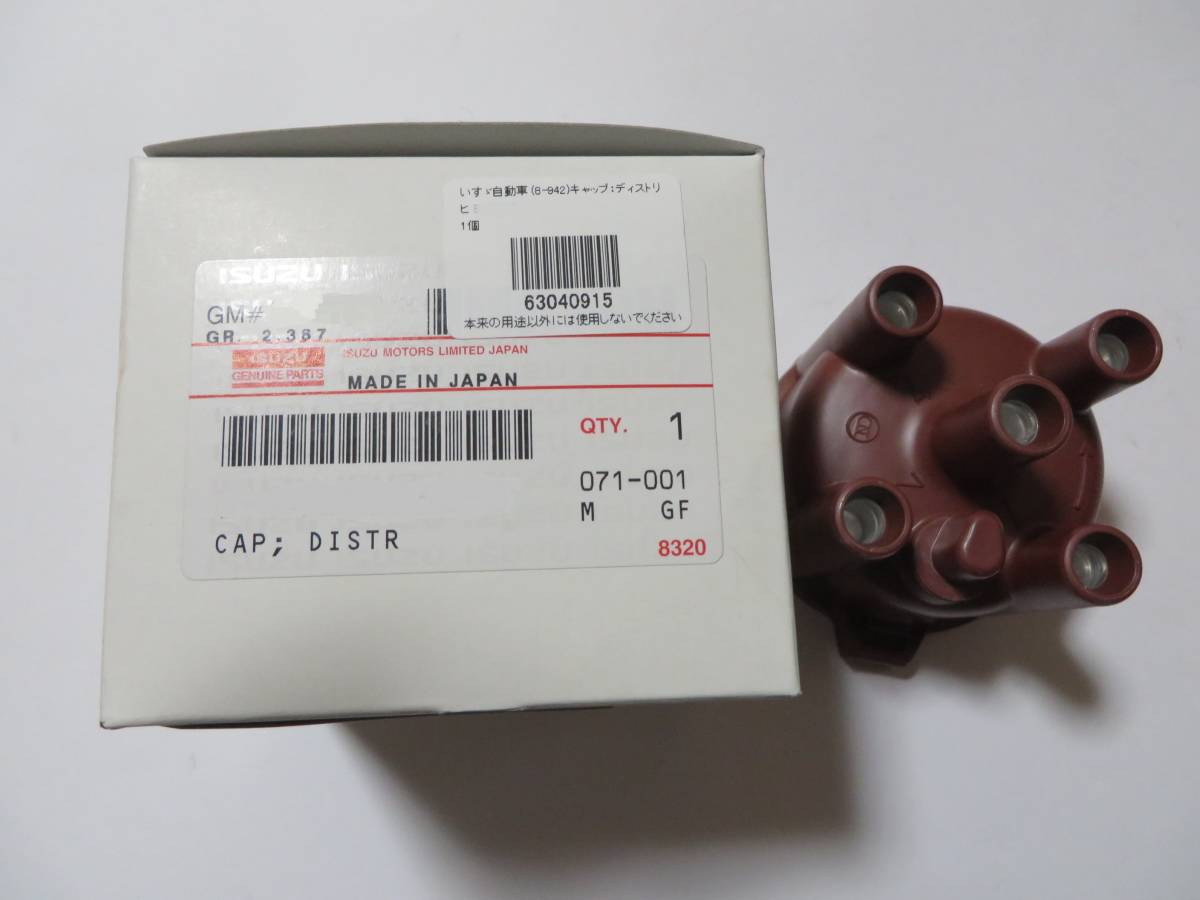 いすゞ自動車(8-942)キャップ:ディストリ
ビ
1個
63040915
本来の用途以外には使用しないでください
ISUZU
GM#
GR. 2.367
ISUZU
GENUINE PARTS
ISUZU MOTORS LIMITED JAPAN
MADE IN JAPAN
QTY. 1
071-001
M GF
CAP; DISTR
8320
1